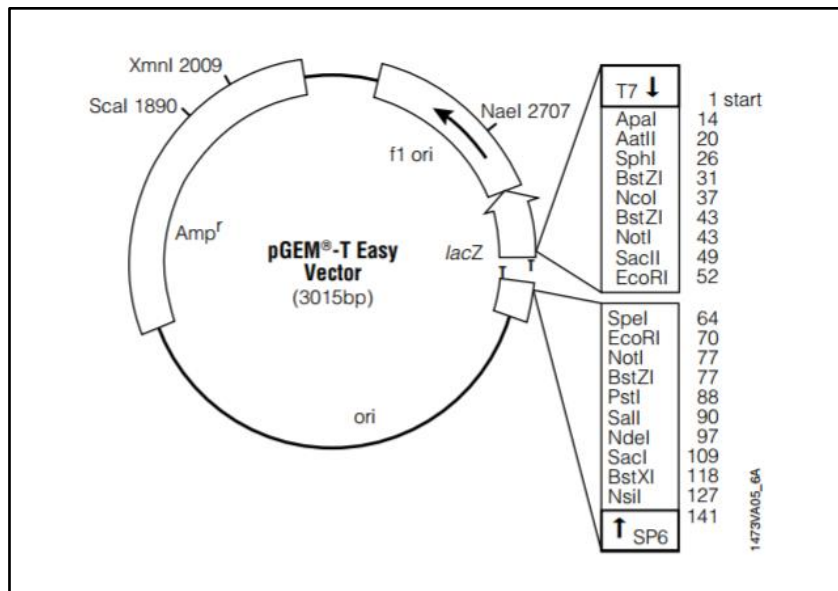 XmnI 2009
ScaI 1890
NaeI 2707
f1 ori
Ampʳ
pGEM®-T Easy
Vector
(3015bp)
lacZ
T T
ori
T7 ↓
1 start
ApaI 14
AatII 20
SphI 26
BstZI 31
NcoI 37
BstZI 43
NotI 43
SacII 49
EcoRI 52
SpeI 64
EcoRI 70
NotI 77
BstZI 77
PstI 88
SalI 90
NdeI 97
SacI 109
BstXI 118
NsiI 127
141
↑ SP6
1473VA05_6A